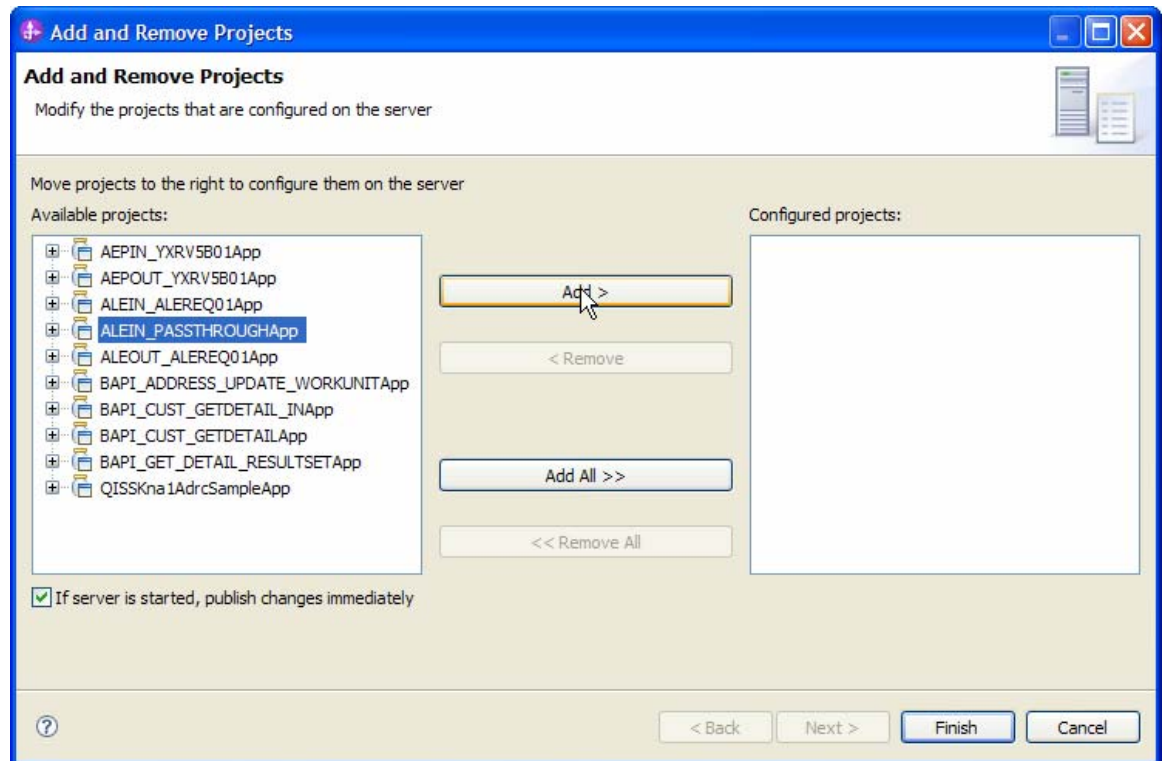 Add and Remove Projects
Add and Remove Projects
Modify the projects that are configured on the server
Move projects to the right to configure them on the server
Available projects:
Configured projects:
AEPIN_YXRV5B01App
AEPOUT_YXRV5B01App
ALEIN_ALEREQ01App
ALEIN_PASSTHROUGHApp
ALEOUT_ALEREQ01App
BAPI_ADDRESS_UPDATE_WORKUNITApp
BAPI_CUST_GETDETAIL_INApp
BAPI_CUST_GETDETAILApp
BAPI_GET_DETAIL_RESULTSETApp
QISSKna1AdrcSampleApp
Add >
< Remove
Add All >>
<< Remove All
If server is started, publish changes immediately
< Back
Next >
Finish
Cancel